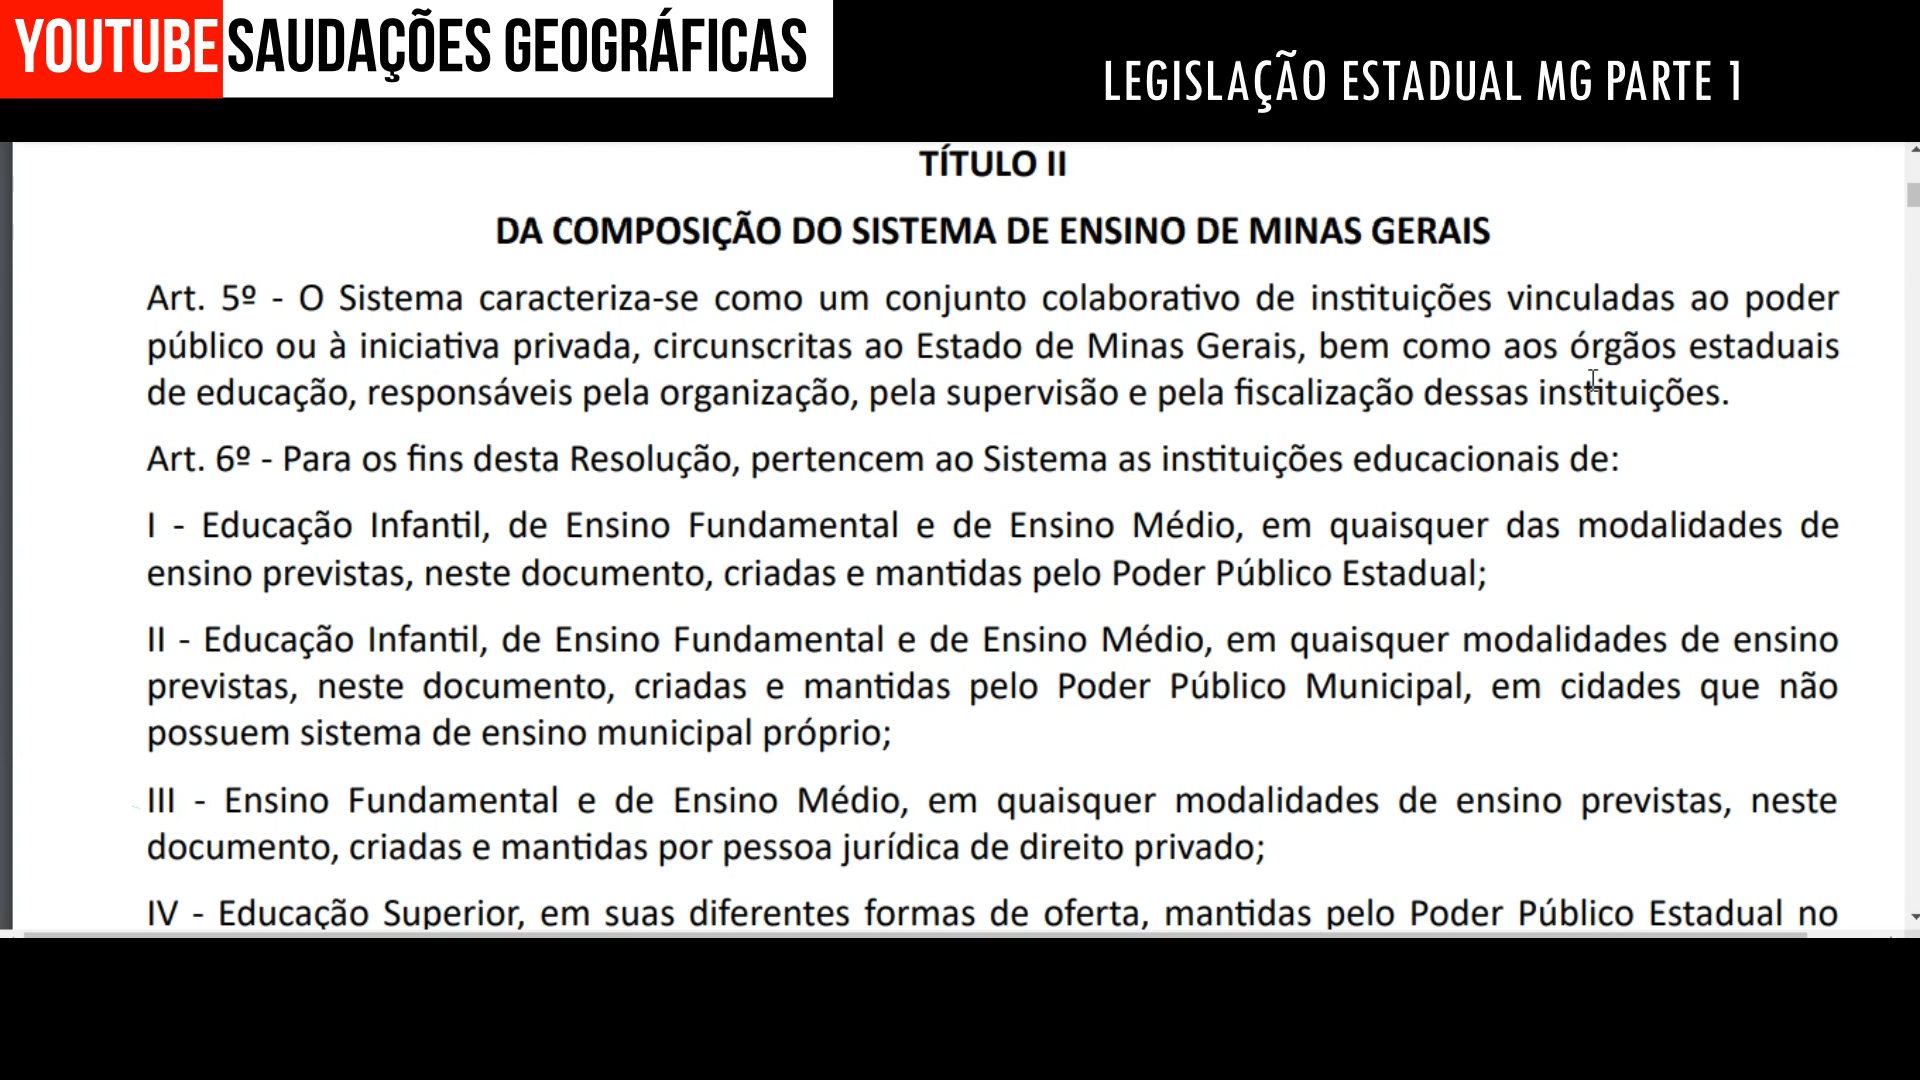 YOUTUBE SAUDAÇÕES GEOGRÁFICAS
LEGISLAÇÃO ESTADUAL MG PARTE 1
TÍTULO II
DA COMPOSIÇÃO DO SISTEMA DE ENSINO DE MINAS GERAIS
Art. 5º - O Sistema caracteriza-se como um conjunto colaborativo de instituições vinculadas ao poder
público ou à iniciativa privada, circunscritas ao Estado de Minas Gerais, bem como aos órgãos estaduais
de educação, responsáveis pela organização, pela supervisão e pela fiscalização dessas instituições.
Art. 6º - Para os fins desta Resolução, pertencem ao Sistema as instituições educacionais de:
I - Educação Infantil, de Ensino Fundamental e de Ensino Médio, em quaisquer das modalidades de
ensino previstas, neste documento, criadas e mantidas pelo Poder Público Estadual;
II - Educação Infantil, de Ensino Fundamental e de Ensino Médio, em quaisquer modalidades de ensino
previstas, neste documento, criadas e mantidas pelo Poder Público Municipal, em cidades que não
possuem sistema de ensino municipal próprio;
III - Ensino Fundamental e de Ensino Médio, em quaisquer modalidades de ensino previstas, neste
documento, criadas e mantidas por pessoa jurídica de direito privado;
IV - Educação Superior, em suas diferentes formas de oferta, mantidas pelo Poder Público Estadual no